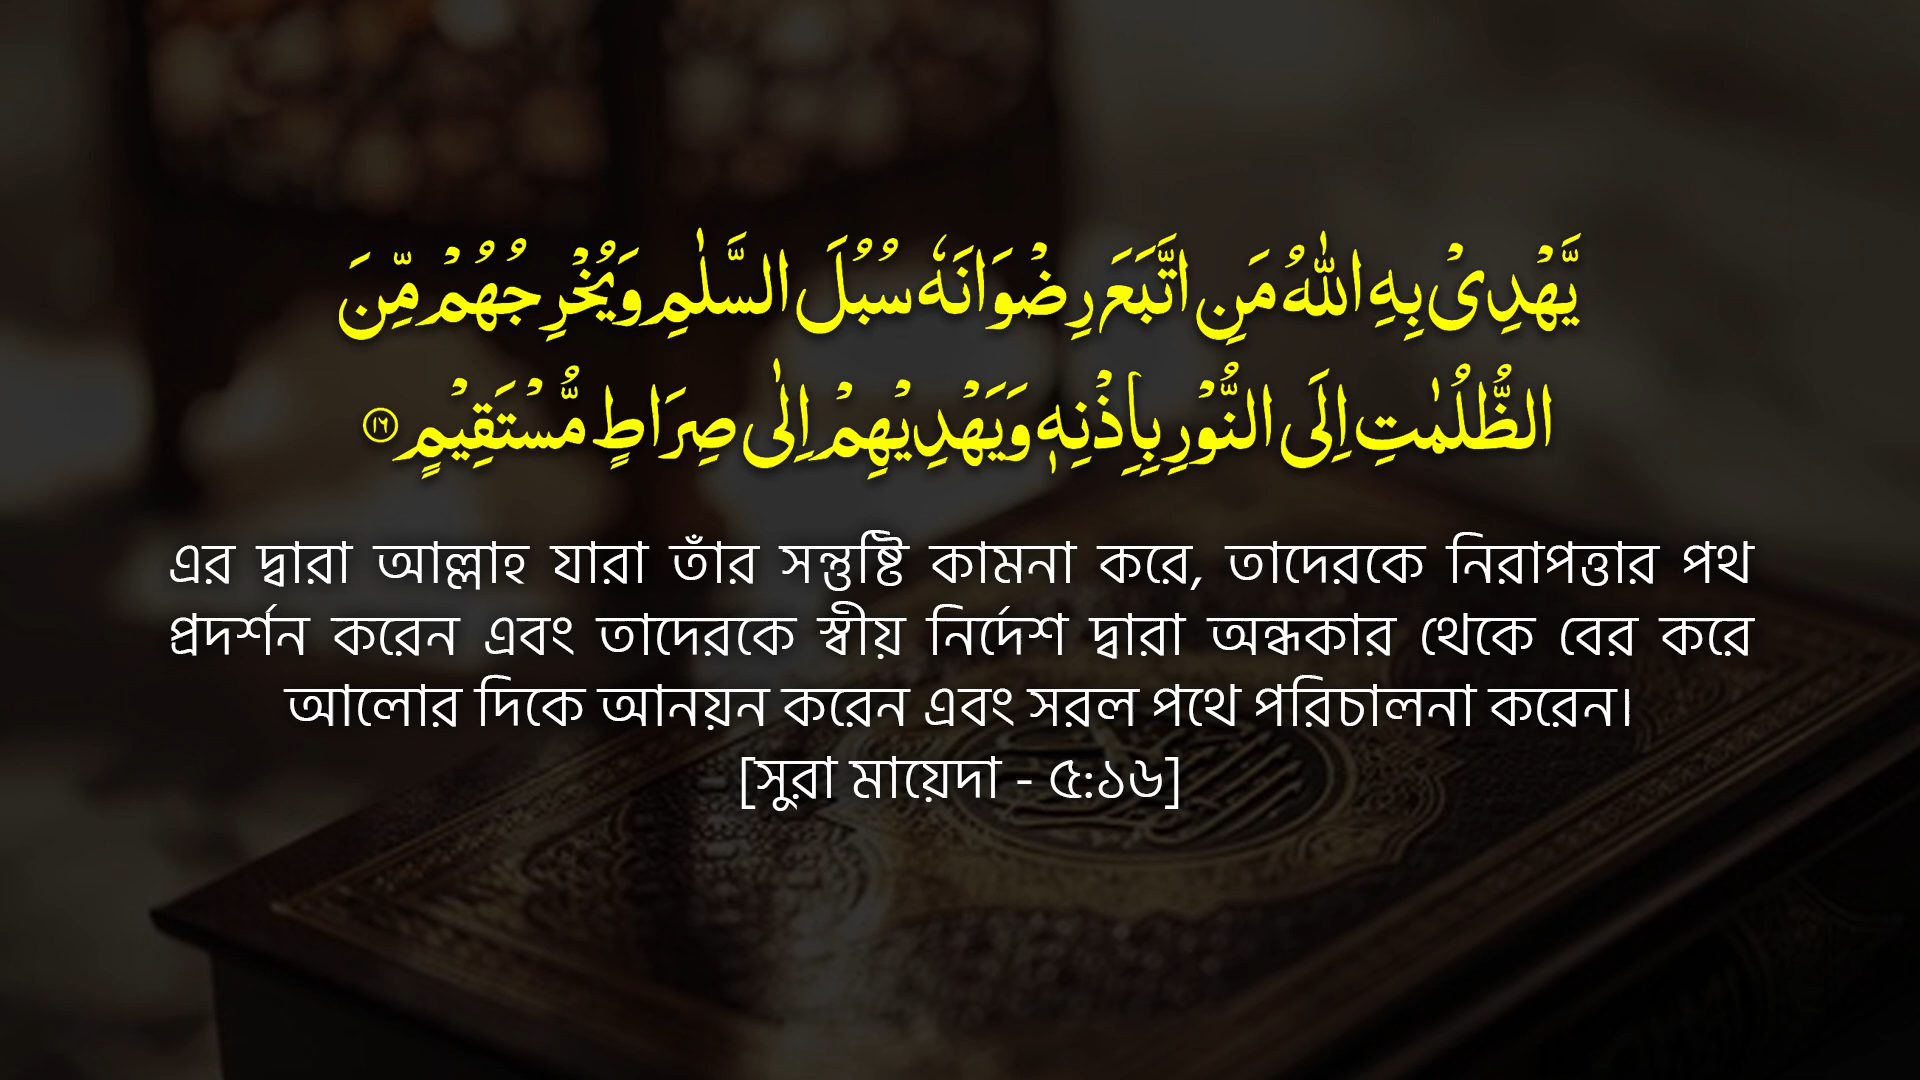 يَّهْدِىْ بِهِ اللّٰهُ مَنِ اتَّبَعَ رِضْوَانَهٗ سُبُلَ السَّلٰمِ وَيُخْرِجُهُمْ مِّنَ
الظُّلُمٰتِ اِلَى النُّوْرِ بِاِذْنِهٖ وَيَهْدِيْهِمْ اِلٰى صِرَاطٍ مُّسْتَقِيْمٍ ١٦
এর দ্বারা আল্লাহ যারা তাঁর সন্তুষ্টি কামনা করে, তাদেরকে নিরাপত্তার পথ
প্রদর্শন করেন এবং তাদেরকে স্বীয় নির্দেশ দ্বারা অন্ধকার থেকে বের করে
আলোর দিকে আনয়ন করেন এবং সরল পথে পরিচালনা করেন।
[সুরা মায়েদা - ৫:১৬]